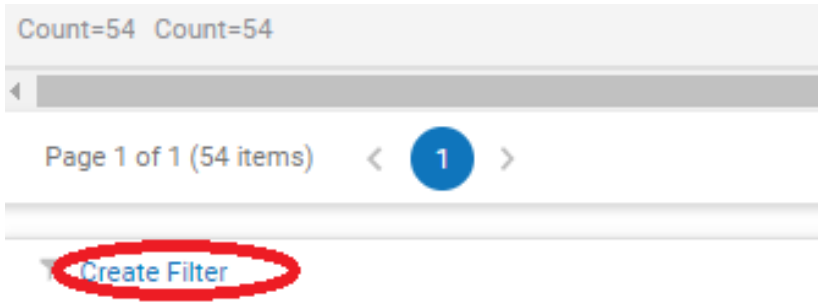 Count=54 Count=54
Page 1 of 1 (54 items) < 1 >
Create Filter